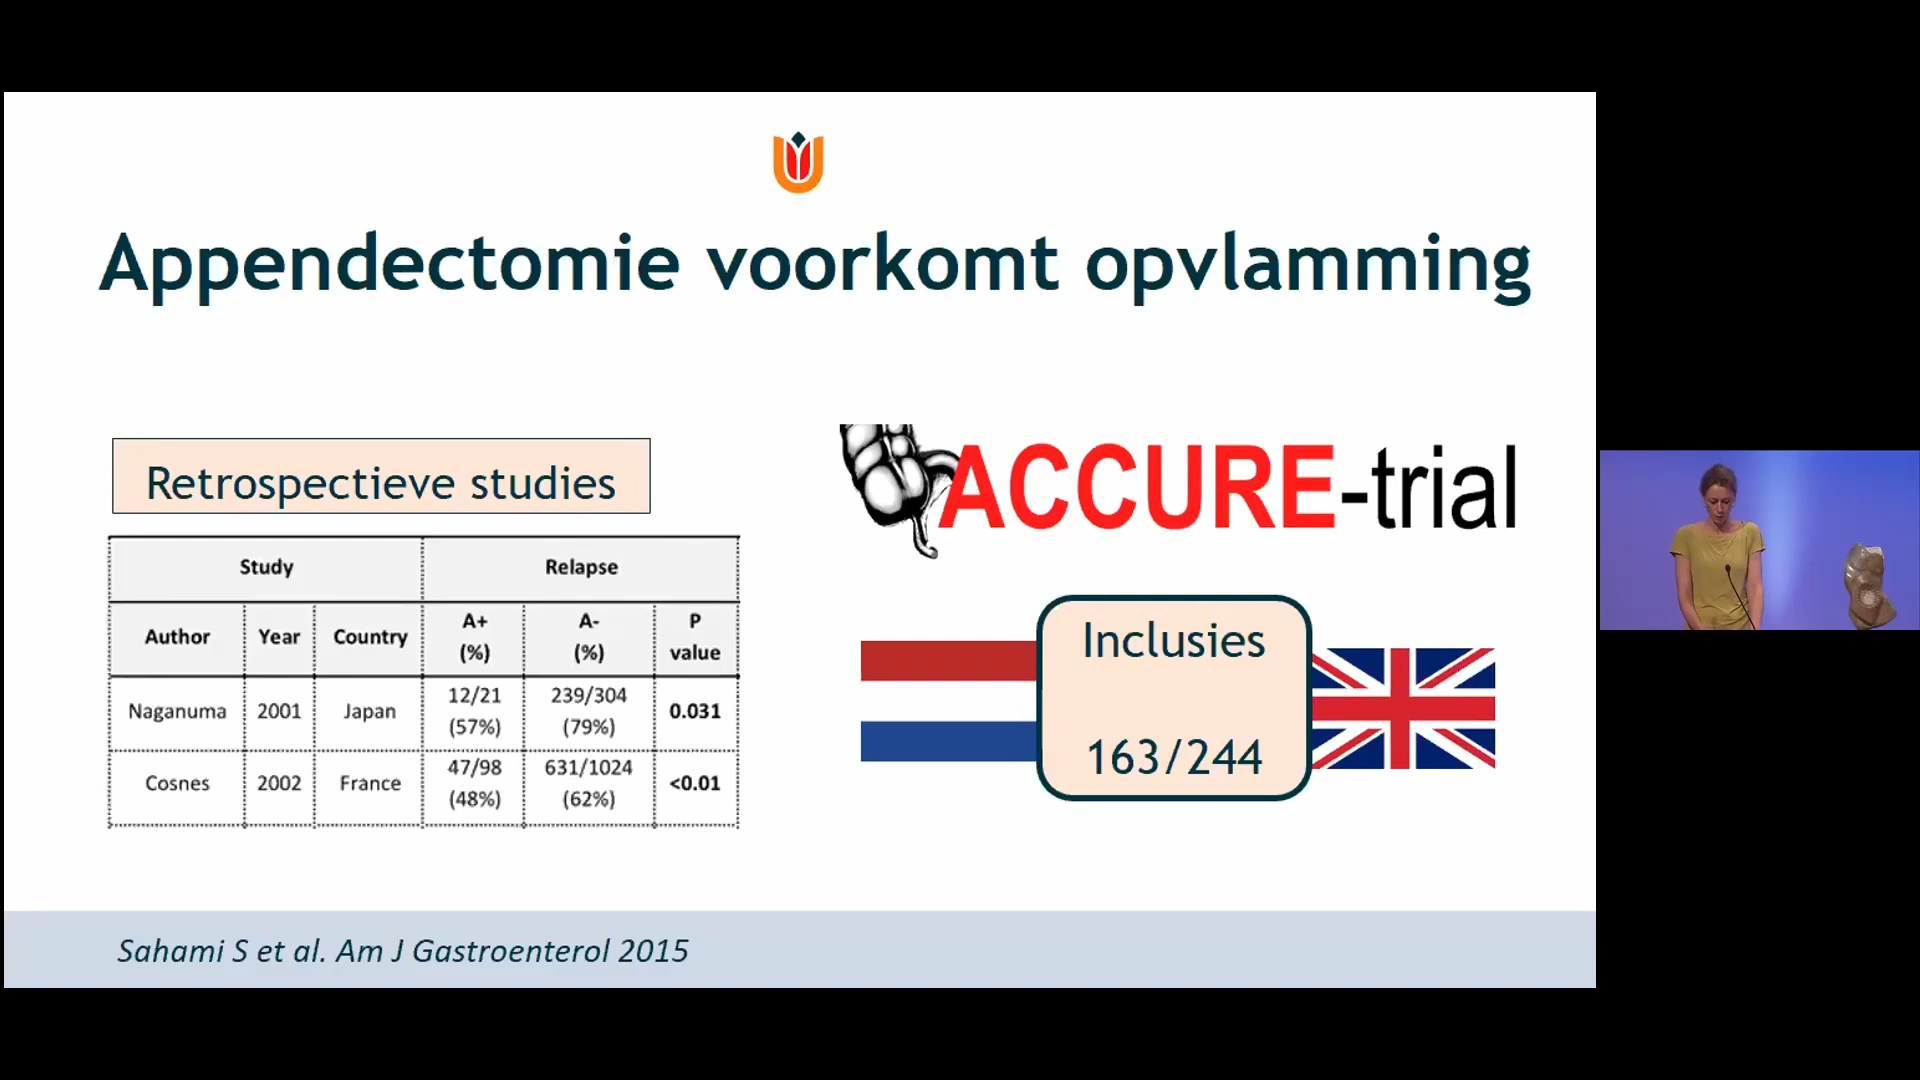 Appendectomie voorkomt opvlamming
Retrospectieve studies
Study Relapse
Author Year Country A+ (%) A- (%) P value
Naganuma 2001 Japan 12/21 (57%) 239/304 (79%) 0.031
Cosnes 2002 France 47/98 (48%) 631/1024 (62%) <0.01
ACCURE-trial
Inclusies
163/244
Sahami S et al. Am J Gastroenterol 2015